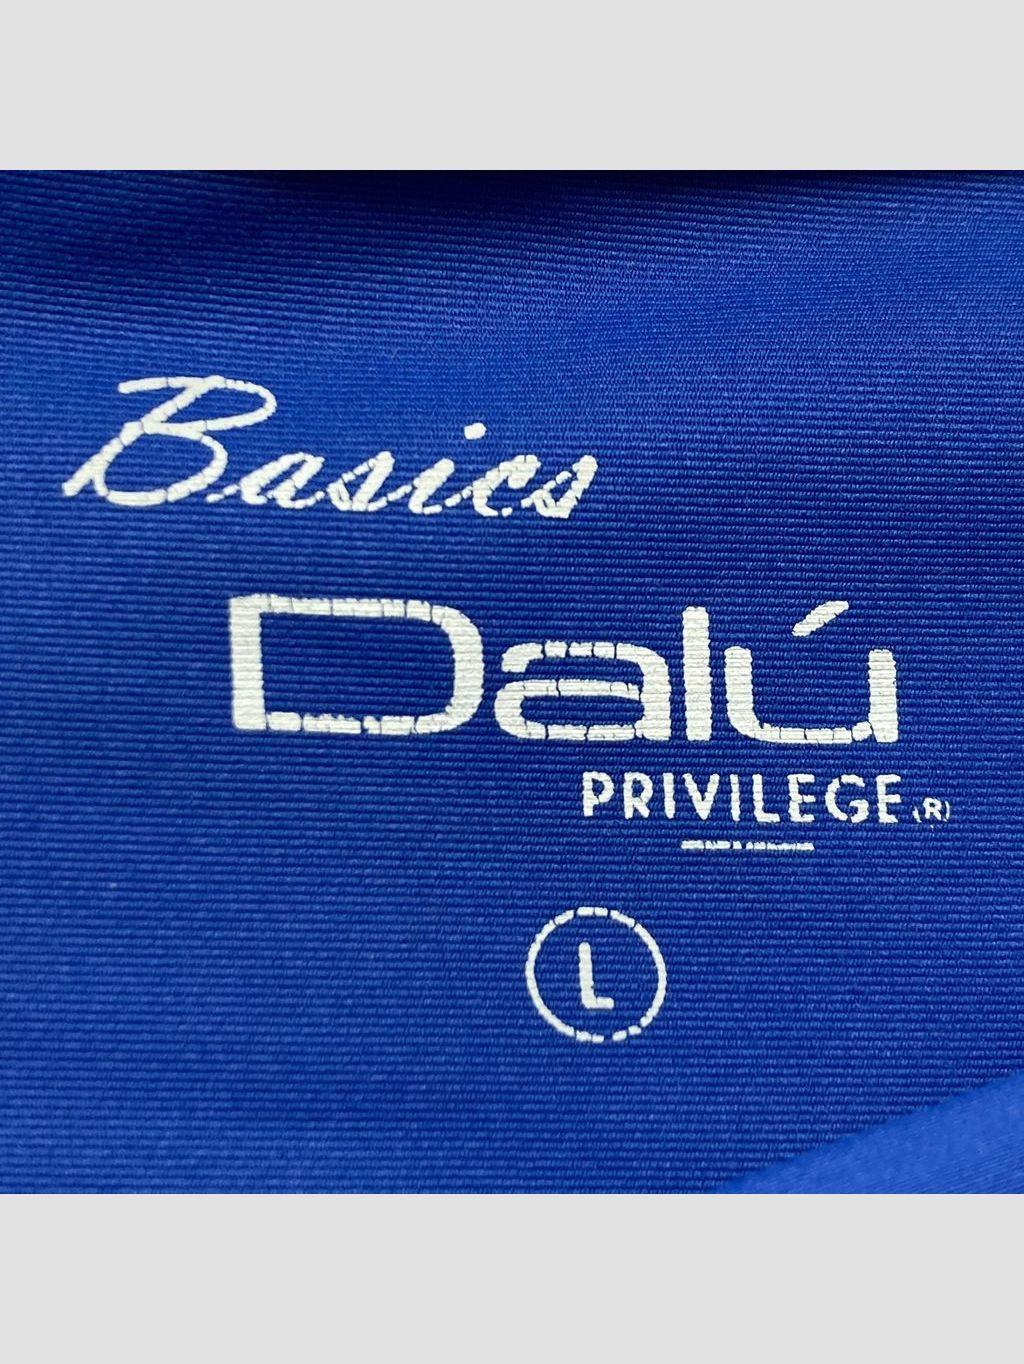 Basics
Dalú
PRIVILEGE (R)
L